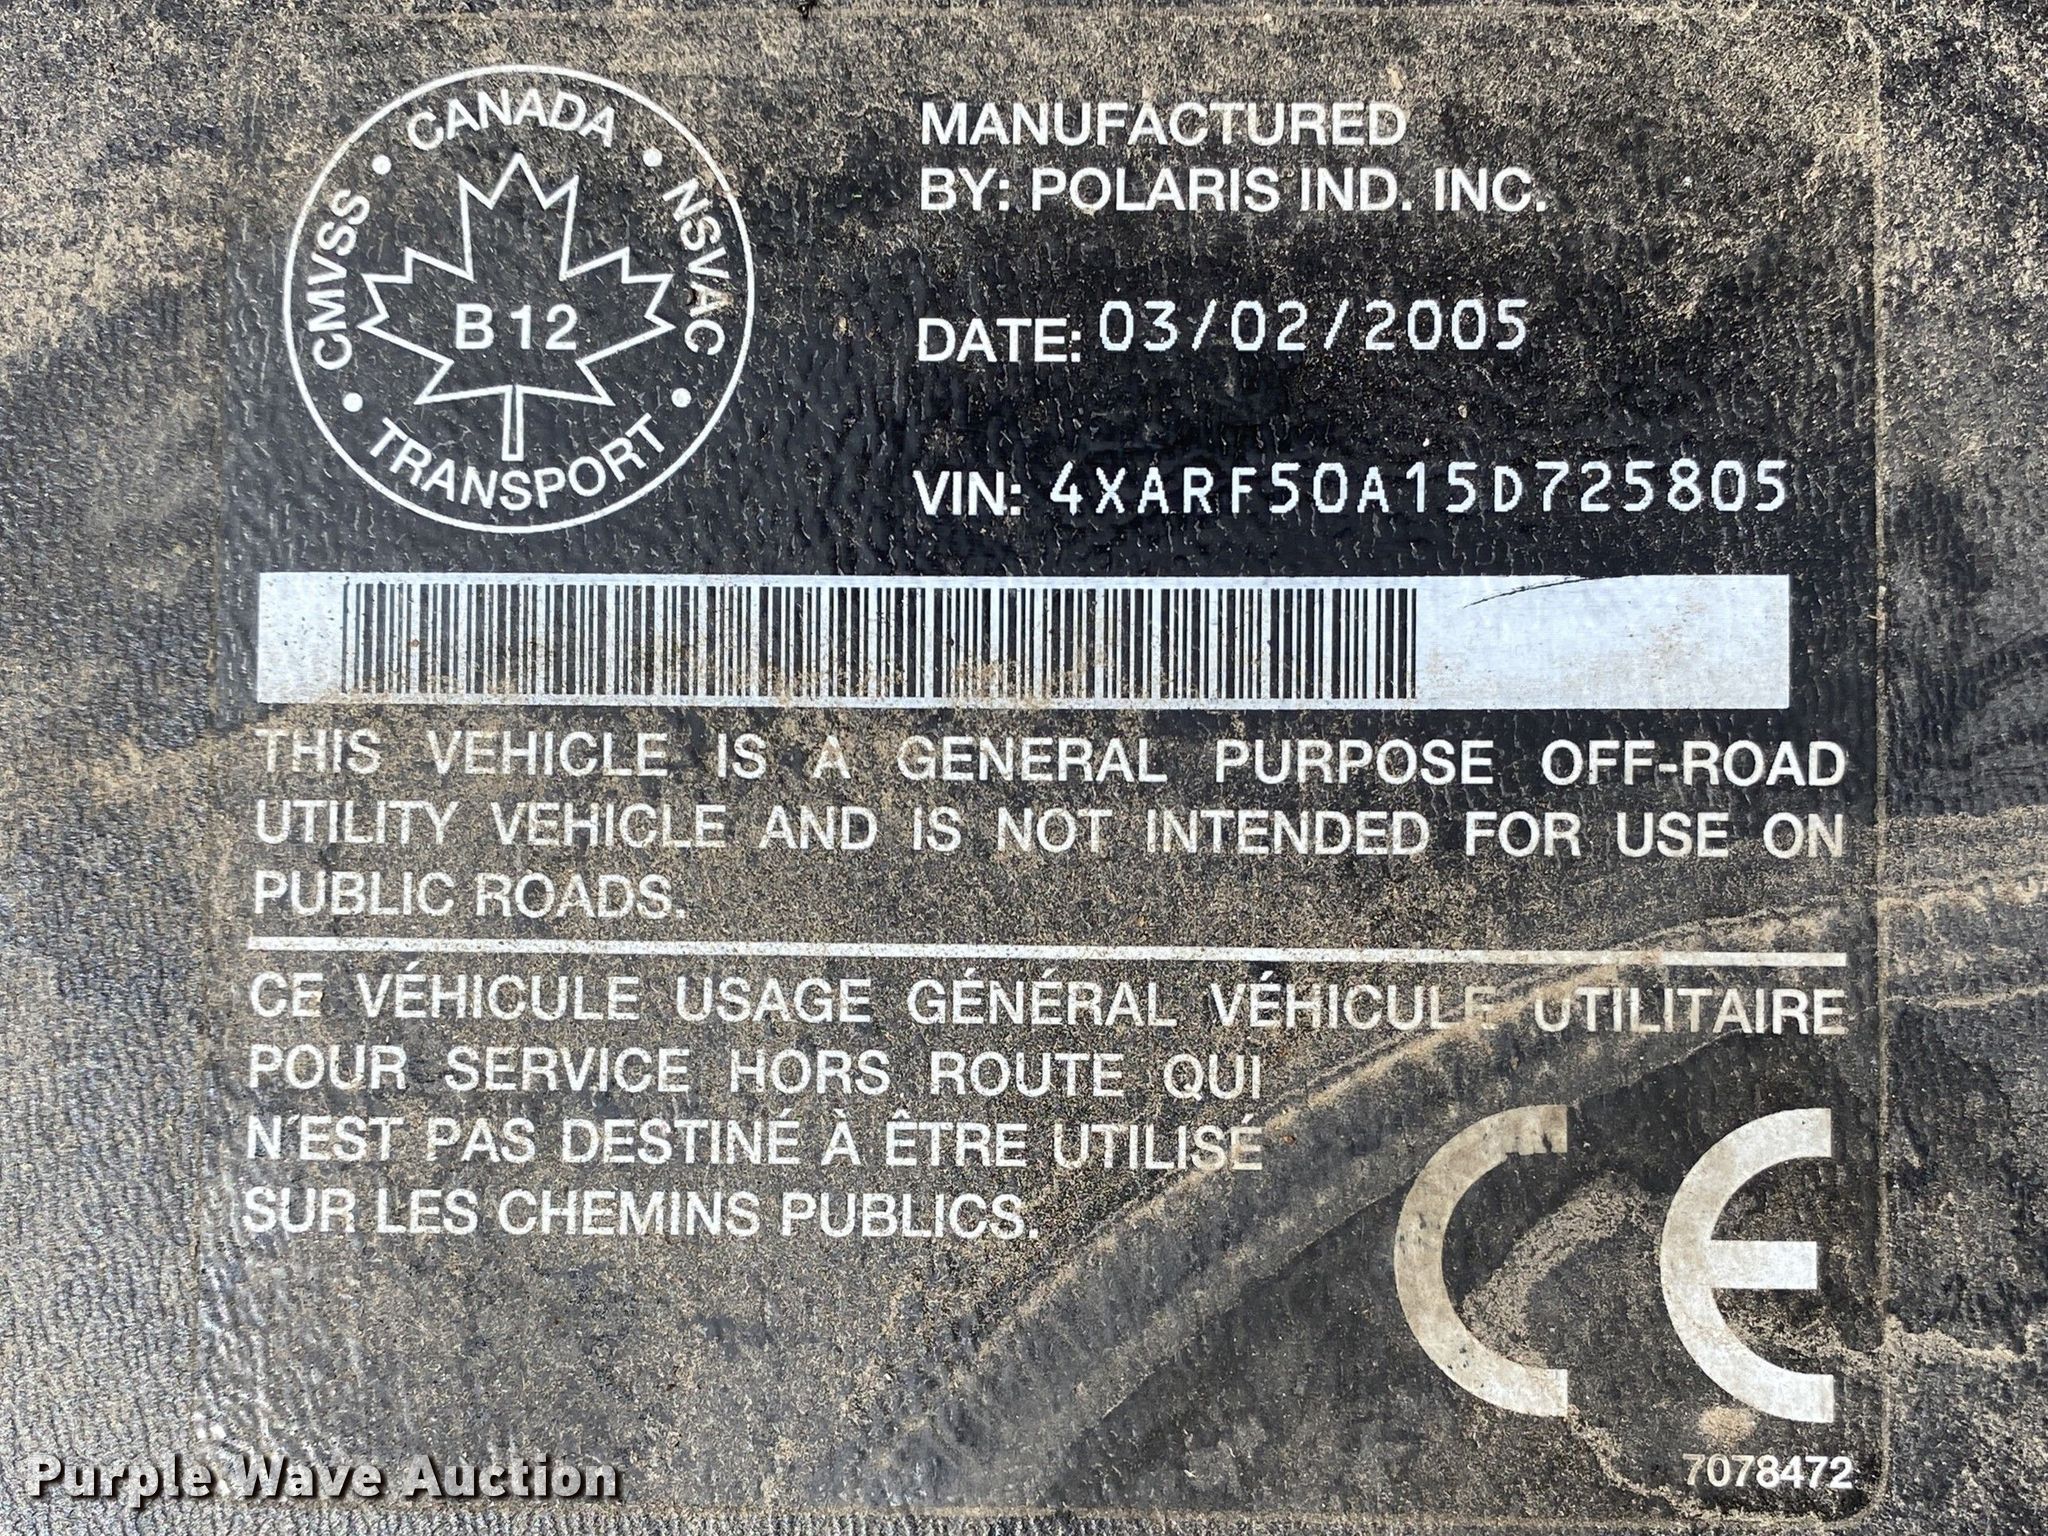 CANADA
NSVAC
CMVSS
B12
TRANSPORT
MANUFACTURED
BY: POLARIS IND. INC.
DATE: 03/02/2005
VIN: 4XARF50A15D725805
THIS VEHICLE IS A GENERAL PURPOSE OFF-ROAD
UTILITY VEHICLE AND IS NOT INTENDED FOR USE ON
PUBLIC ROADS.
CE VÉHICULE USAGE GÉNÉRAL VÉHICULE UTILITAIRE
POUR SERVICE HORS ROUTE QUI
N'EST PAS DESTINÉ À ÊTRE UTILISÉ
SUR LES CHEMINS PUBLICS.
CE
7078472
Purple Wave Auction